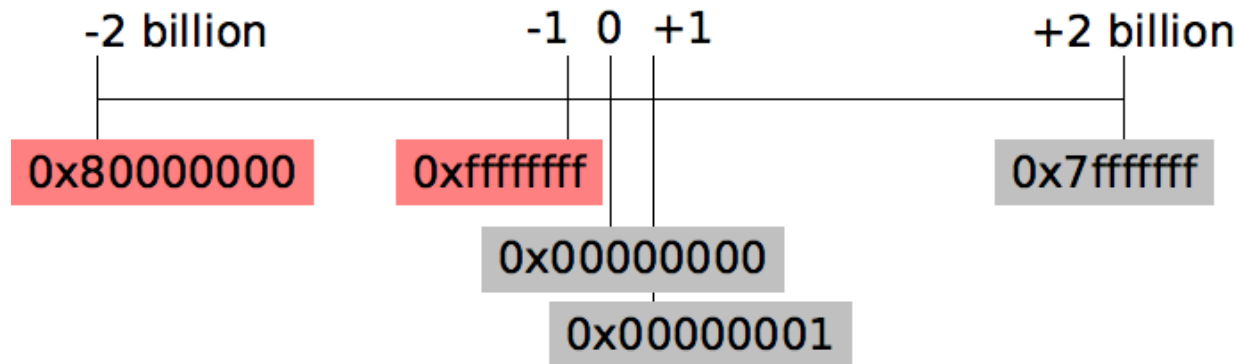 -2 billion -1 0 +1 +2 billion
0x80000000 0xffffffff 0x7fffffff
0x00000000
0x00000001